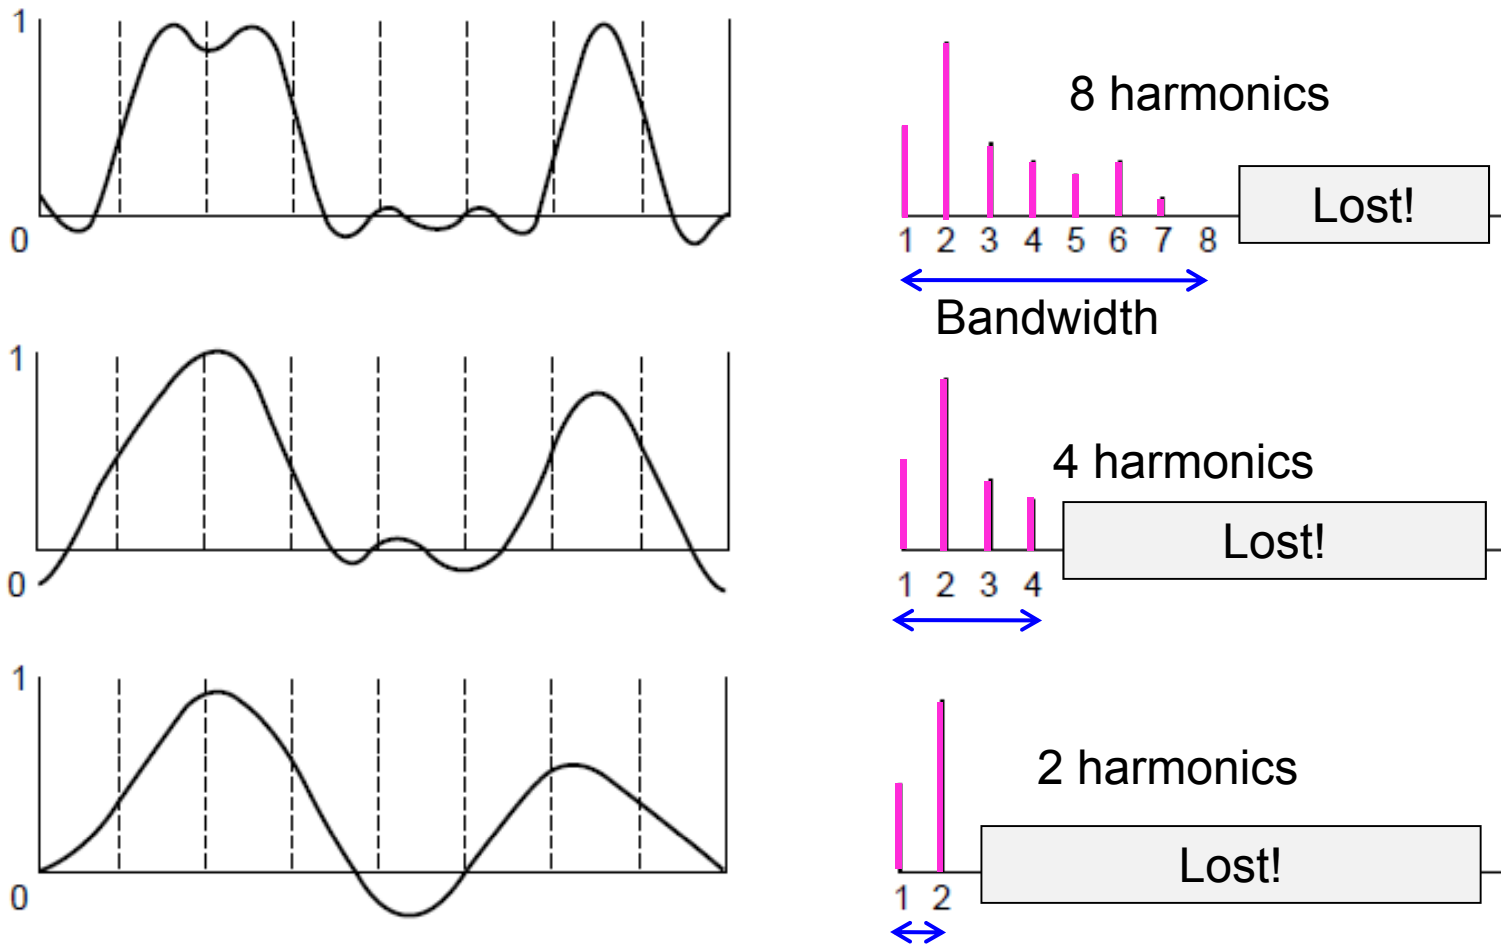 1
0
8 harmonics
Lost!
1 2 3 4 5 6 7 8
Bandwidth
1
0
4 harmonics
Lost!
1 2 3 4
1
0
2 harmonics
Lost!
1 2